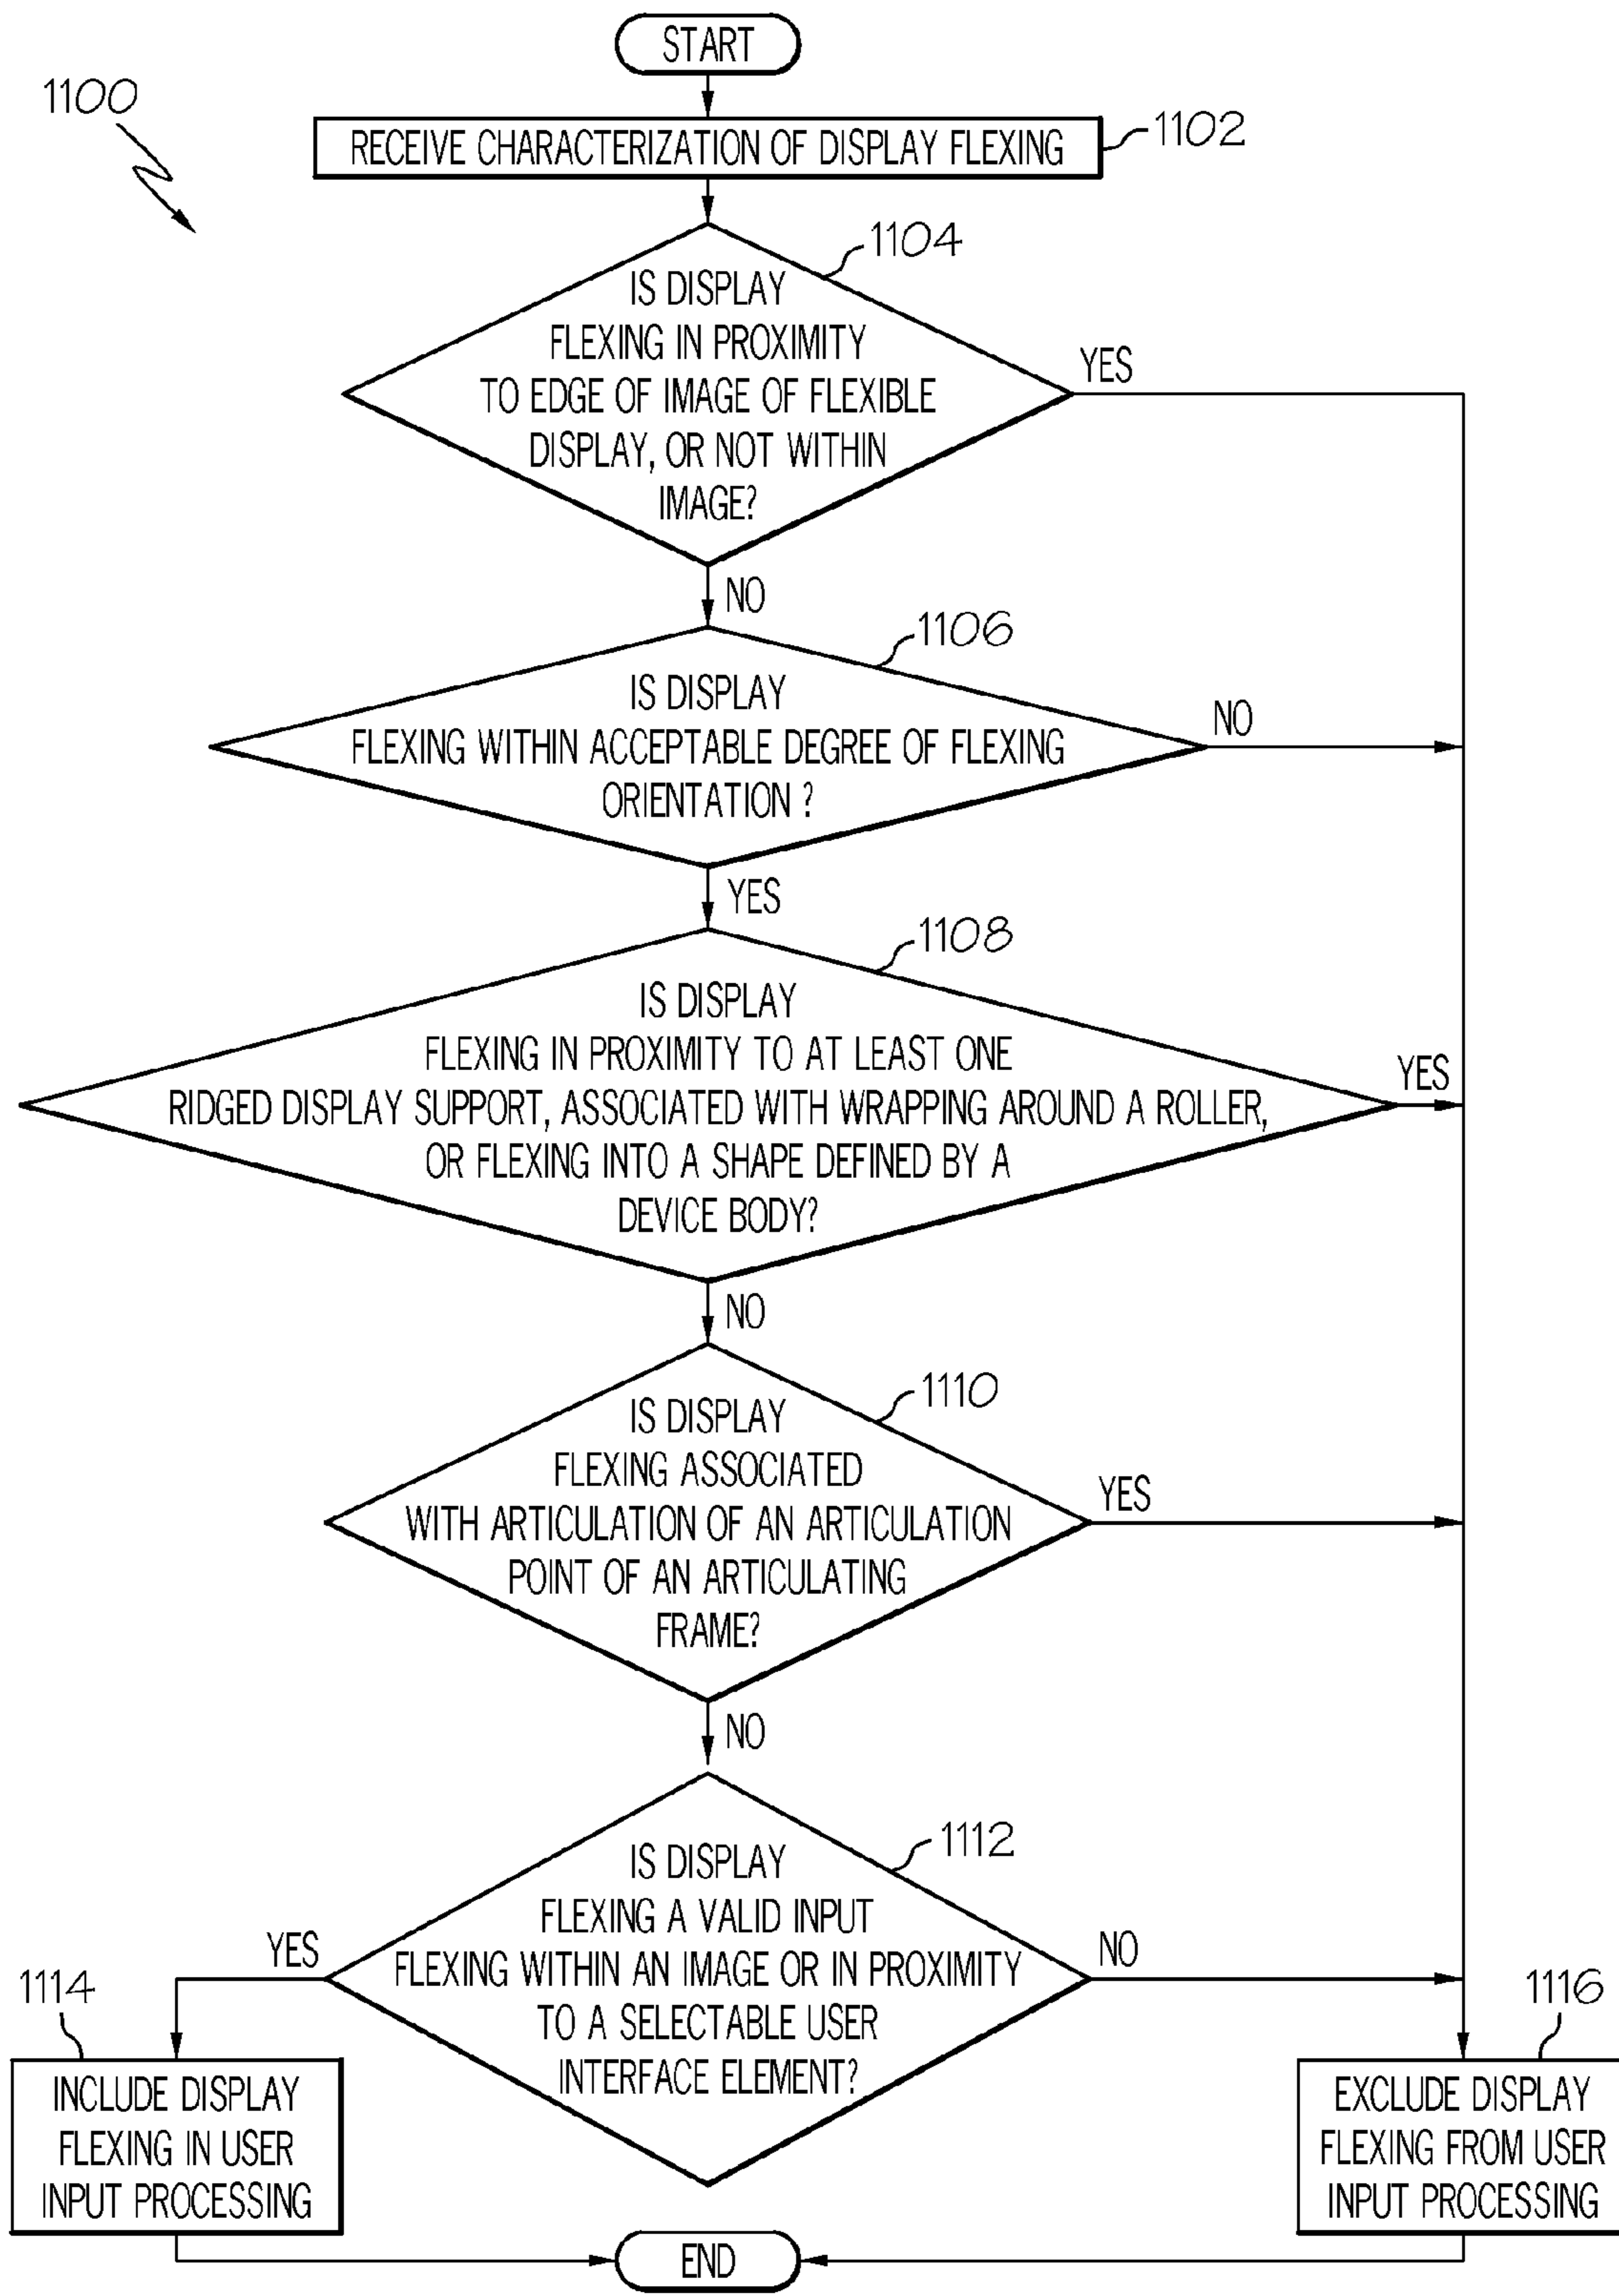 START
1100
RECEIVE CHARACTERIZATION OF DISPLAY FLEXING
1102
1104
IS DISPLAY
FLEXING IN PROXIMITY
TO EDGE OF IMAGE OF FLEXIBLE
DISPLAY, OR NOT WITHIN
IMAGE?
YES
NO
1106
IS DISPLAY
FLEXING WITHIN ACCEPTABLE DEGREE OF FLEXING
ORIENTATION ?
NO
YES
1108
IS DISPLAY
FLEXING IN PROXIMITY TO AT LEAST ONE
RIDGED DISPLAY SUPPORT, ASSOCIATED WITH WRAPPING AROUND A ROLLER,
OR FLEXING INTO A SHAPE DEFINED BY A
DEVICE BODY?
YES
NO
1110
IS DISPLAY
FLEXING ASSOCIATED
WITH ARTICULATION OF AN ARTICULATION
POINT OF AN ARTICULATING
FRAME?
YES
NO
1112
IS DISPLAY
FLEXING A VALID INPUT
FLEXING WITHIN AN IMAGE OR IN PROXIMITY
TO A SELECTABLE USER
INTERFACE ELEMENT?
YES
NO
1114
INCLUDE DISPLAY
FLEXING IN USER
INPUT PROCESSING
1116
EXCLUDE DISPLAY
FLEXING FROM USER
INPUT PROCESSING
END